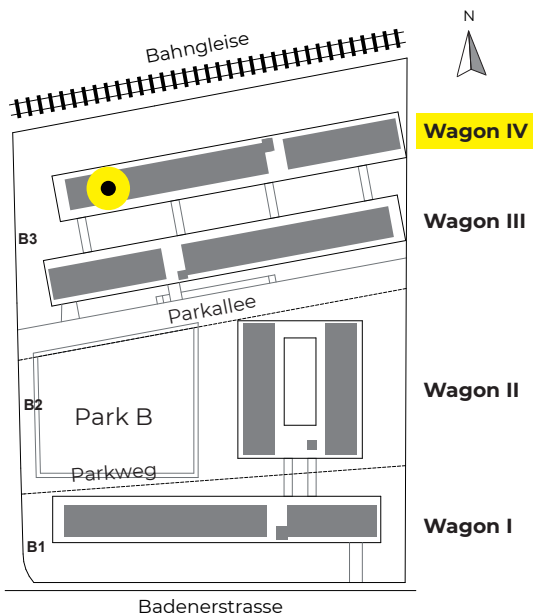 Bahngleise
N
Wagon IV
Wagon III
B3
Parkallee
Wagon II
B2
Park B
Parkweg
Wagon I
B1
Badenerstrasse